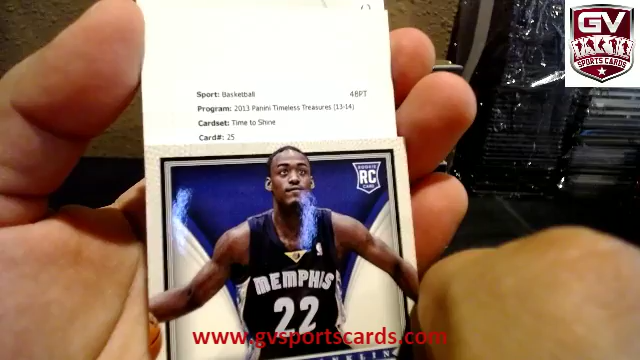 GV
SPORTS CARDS
Sport: Basketball 48PT
Program: 2013 Panini Timeless Treasures (13-14)
Cardset: Time to Shine
Card#: 25
ROOKIE
RC
CARD
MEMPHIS
22
www.gvsportscards.com